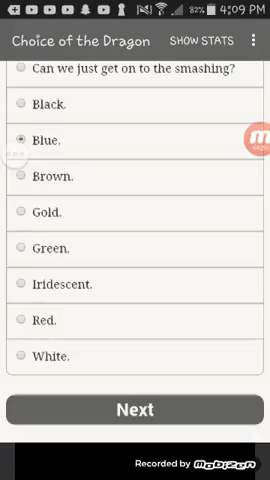 82% 4:09 PM
Choice of the Dragon SHOW STATS
Can we just get on to the smashing?
Black.
Blue.
Brown.
Gold.
Green.
Iridescent.
Red.
White.
Next
Recorded by mobizen